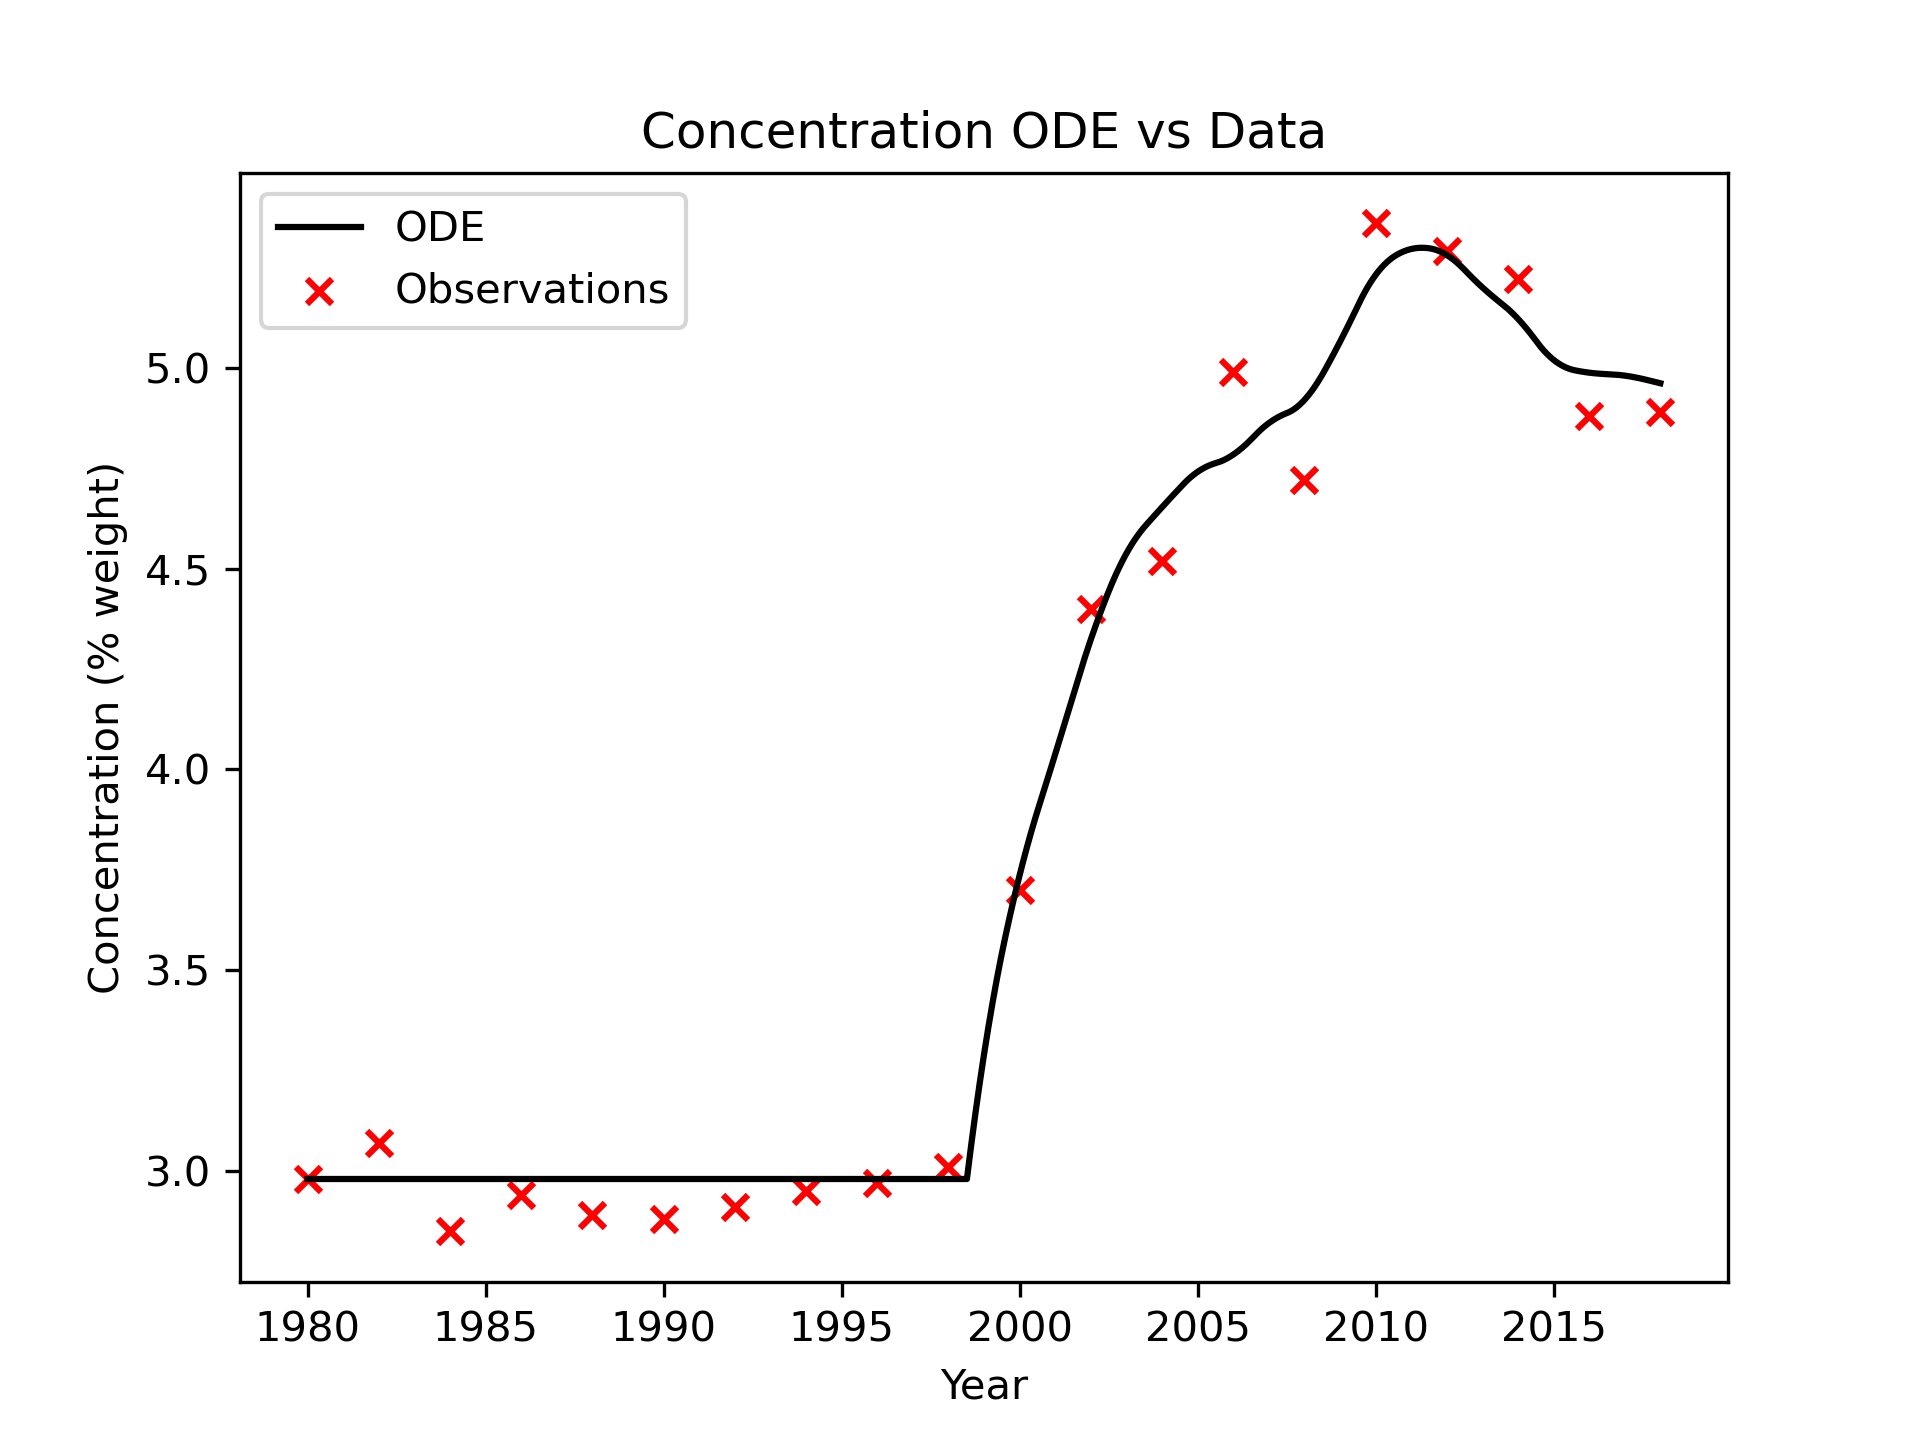 Concentration ODE vs Data
ODE
Observations
Concentration (% weight)
5.0
4.5
4.0
3.5
3.0
1980 1985 1990 1995 2000 2005 2010 2015
Year